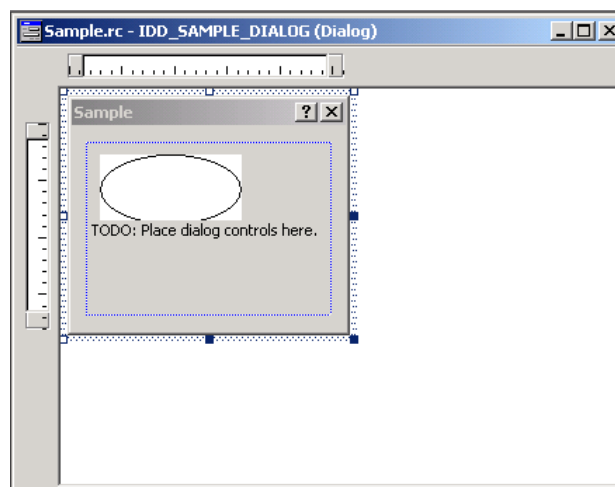 Sample.rc - IDD_SAMPLE_DIALOG (Dialog)
Sample
TODO: Place dialog controls here.